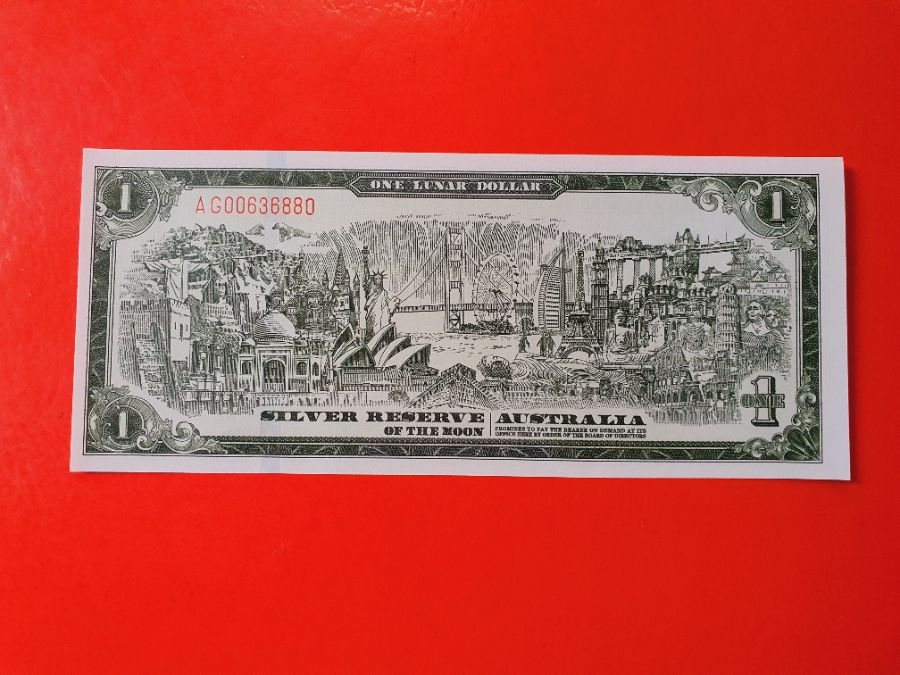 1
ONE LUNAR DOLLAR
1
AG00636880
1
SILVER RESERVE
OF THE MOON
AUSTRALIA
PROMISES TO PAY THE BEARER ON DEMAND AT ITS
OFFICE HERE BY ORDER OF THE BOARD OF DIRECTORS
1
ONE